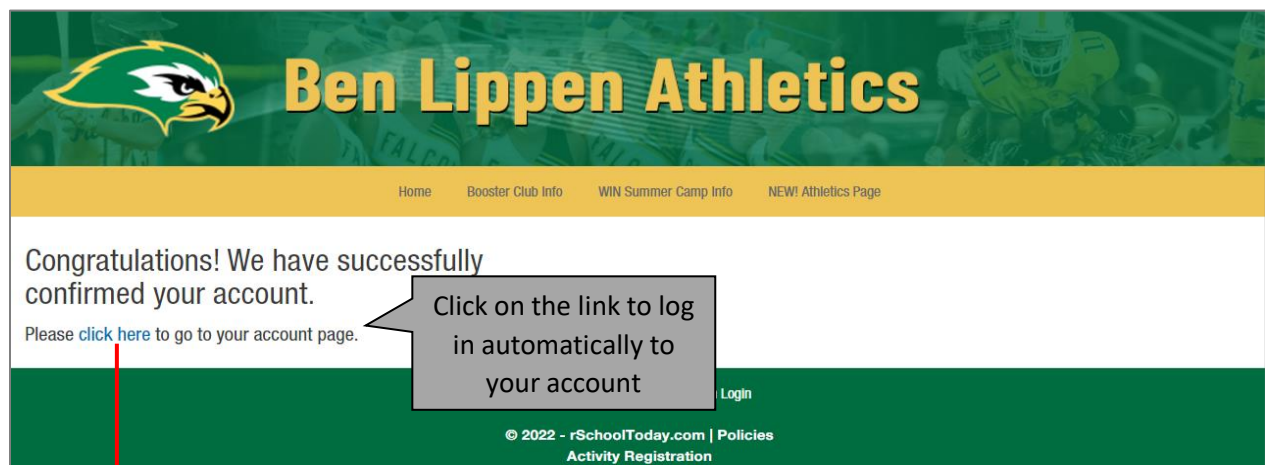 Ben Lippen Athletics
Home Booster Club Info WIN Summer Camp Info NEW! Athletics Page
Congratulations! We have successfully
confirmed your account.
Please click here to go to your account page.
Click on the link to log
in automatically to
your account
Login
© 2022 - rSchoolToday.com | Policies
Activity Registration